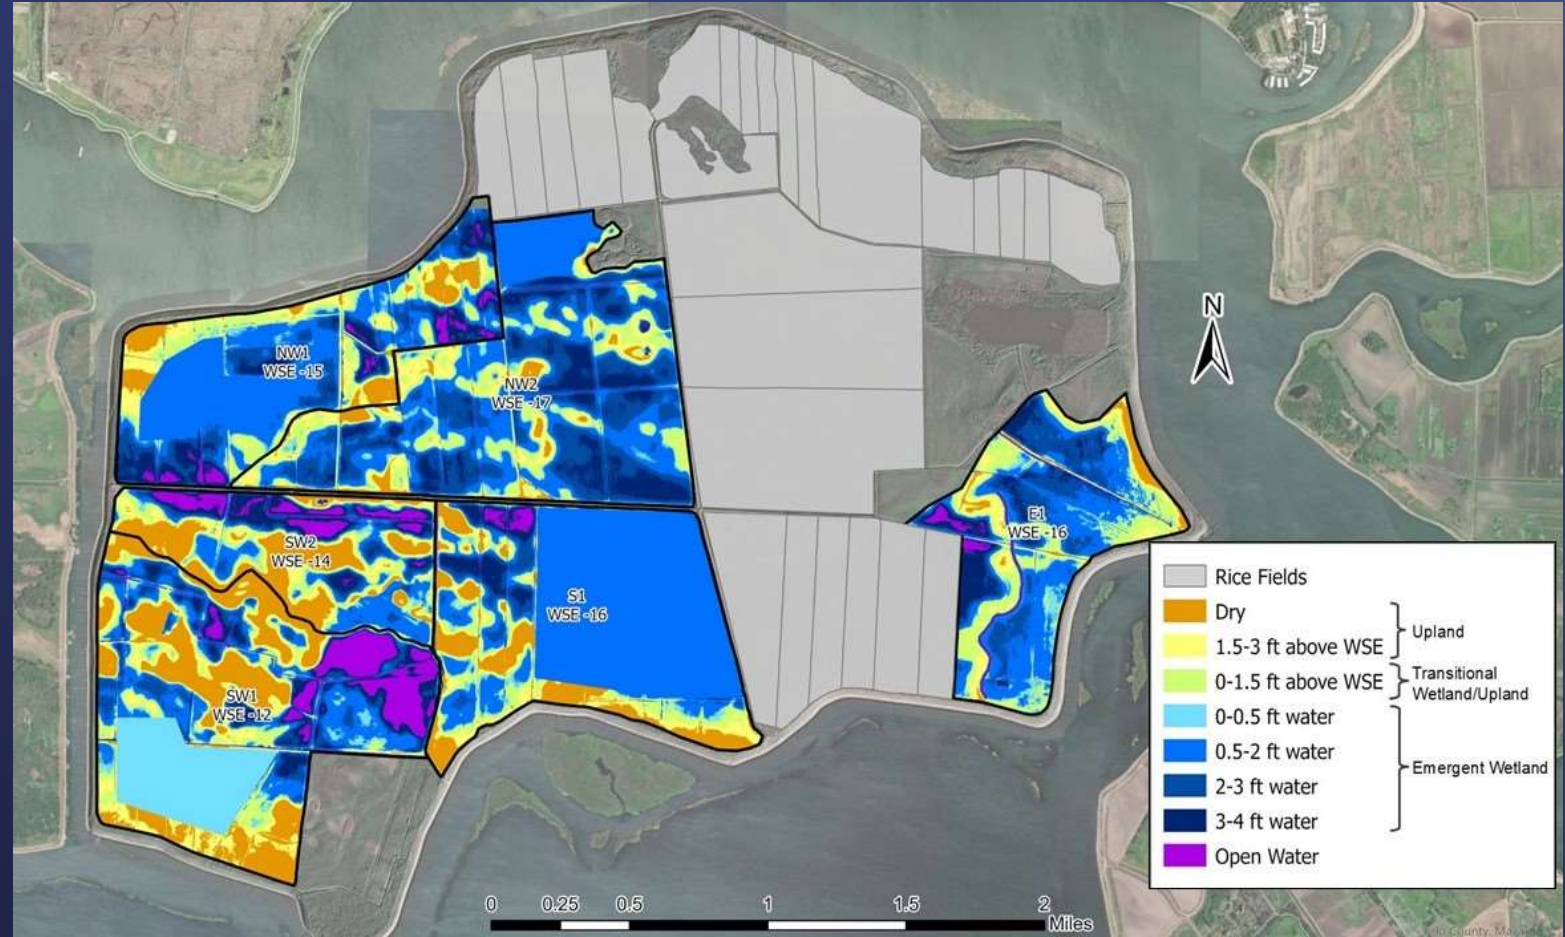 N
NW1
WSE -15
NW2
WSE -17
E1
WSE -16
SW2
WSE -14
S1
WSE -16
SW1
WSE -12
Rice Fields
Dry
1.5-3 ft above WSE
Upland
0-1.5 ft above WSE
Transitional
Wetland/Upland
0-0.5 ft water
0.5-2 ft water
2-3 ft water
Emergent Wetland
3-4 ft water
Open Water
0 0.25 0.5 1 1.5 2
Miles
County,